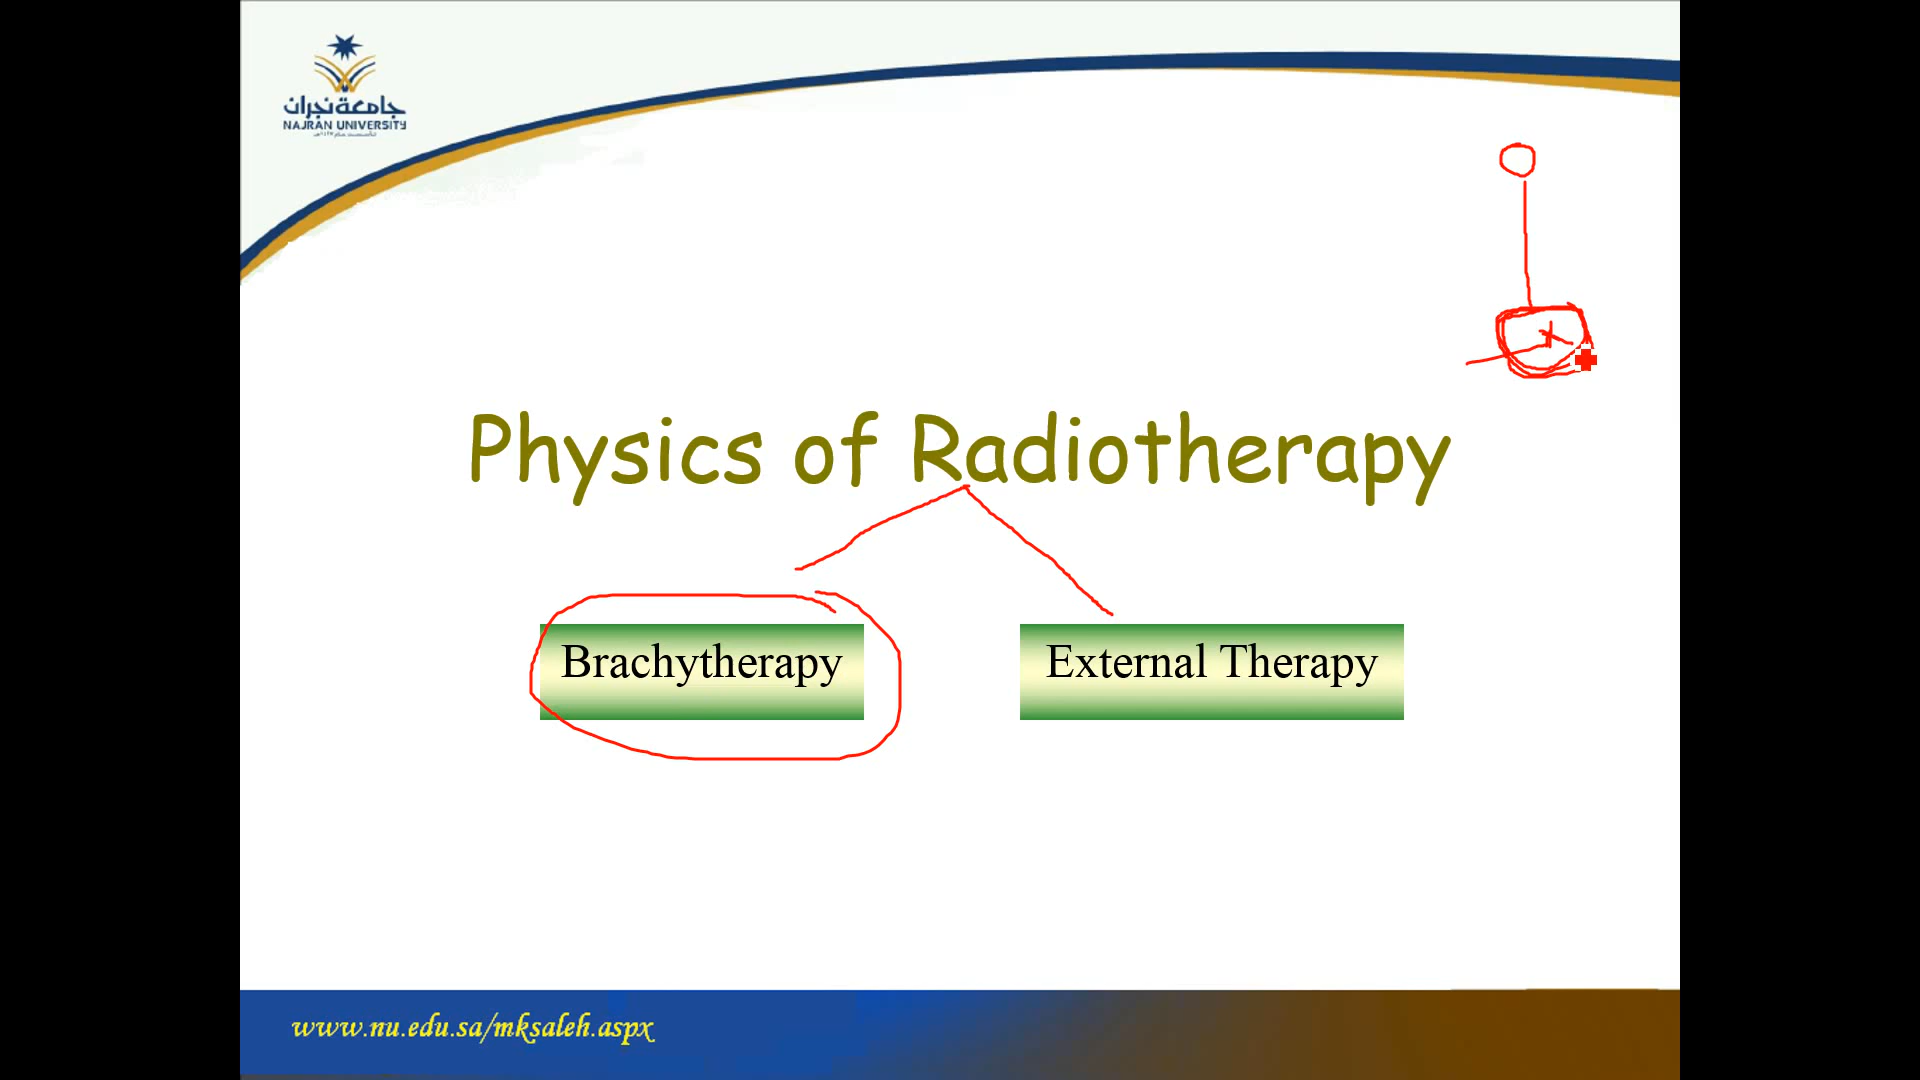 جامعة نجران
NAJRAN UNIVERSITY
Physics of Radiotherapy
Brachytherapy
External Therapy
www.nu.edu.sa/mksaleh.aspx